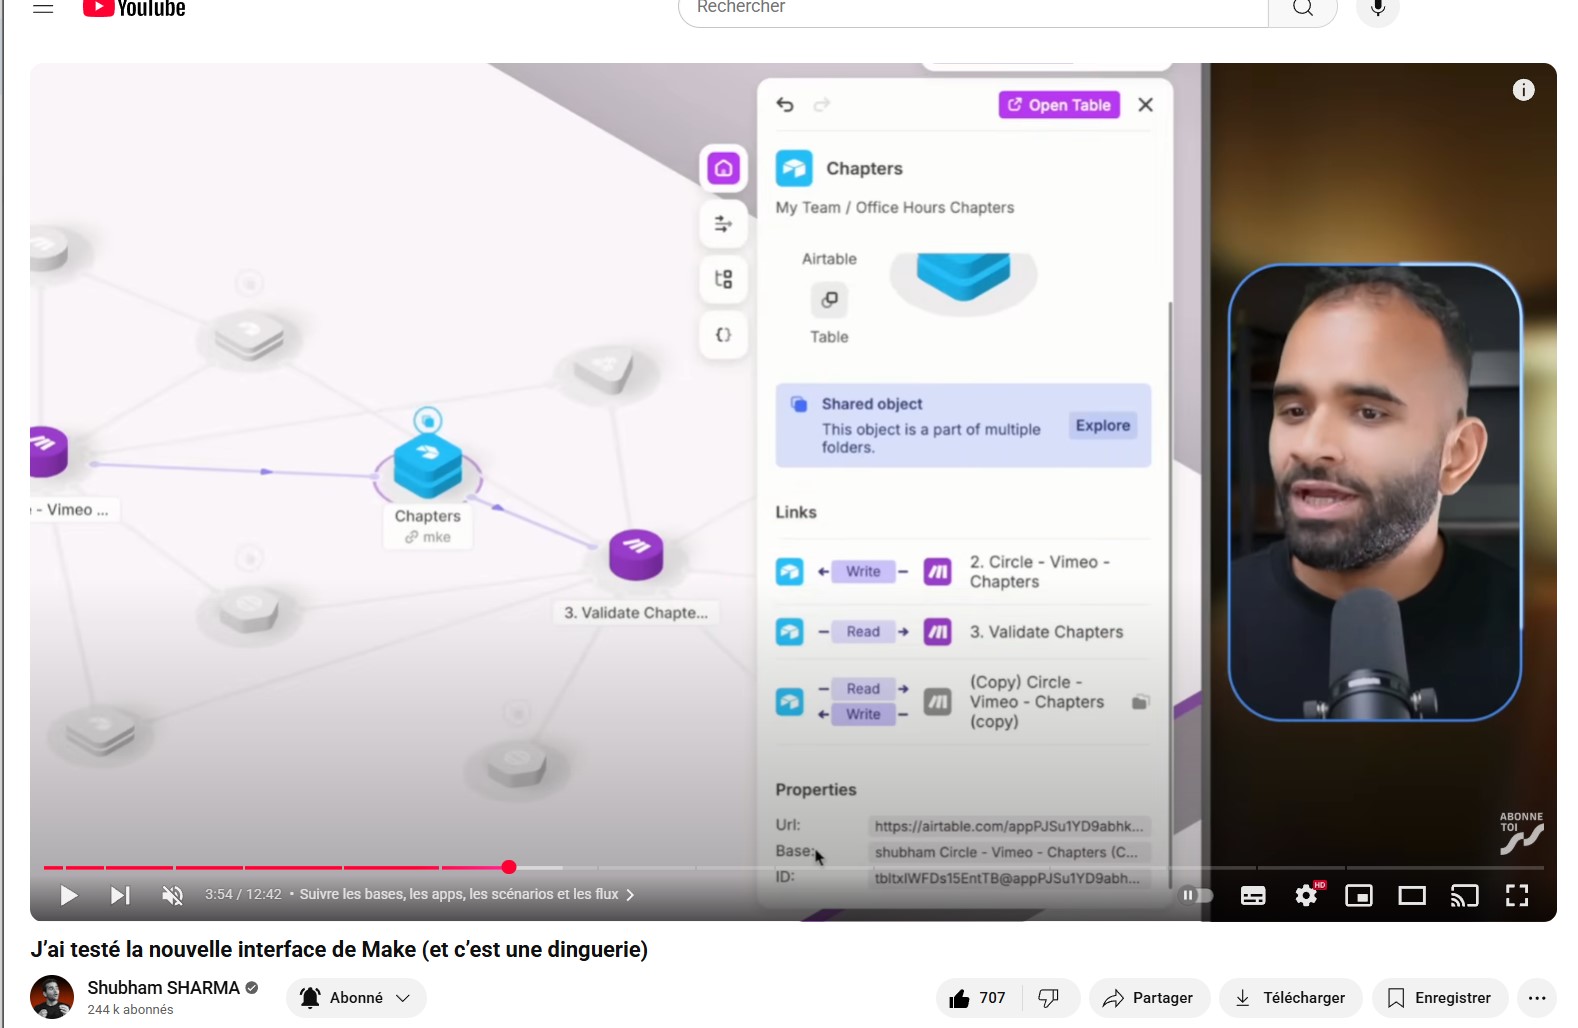 YouTube
Rechercher
Open Table
Chapters
My Team / Office Hours Chapters
Airtable
Table
Shared object
This object is a part of multiple
folders.
Explore
Links
Write
2. Circle - Vimeo -
Chapters
Read
3. Validate Chapters
Read
Write
(Copy) Circle -
Vimeo - Chapters
(copy)
Properties
Url:
https://airtable.com/appPJSu1YD9abhk...
Base:
shubham Circle - Vimeo - Chapters (C...
ID:
tbltxIWFDs15EntTB@appPJSu1YD9abh...
- Vimeo ...
Chapters
mke
3. Validate Chapte...
ABONNE
TOI
3:54 / 12:42 • Suivre les bases, les apps, les scénarios et les flux
HD
J’ai testé la nouvelle interface de Make (et c’est une dinguerie)
Shubham SHARMA
244 k abonnés
Abonné
707
Partager
Télécharger
Enregistrer